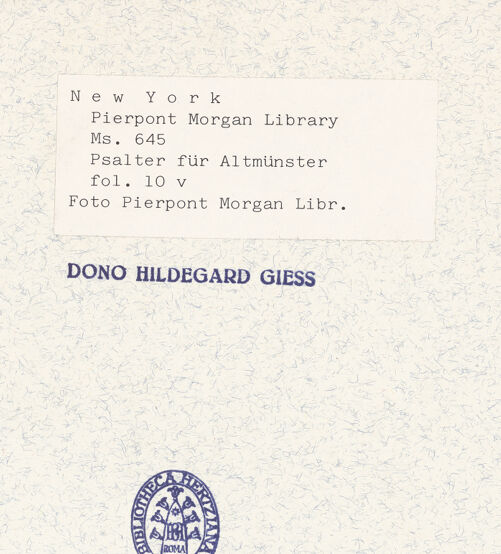 New York
Pierpont Morgan Library
Ms. 645
Psalter für Altmünster
fol. 10 v
Foto Pierpont Morgan Libr.
DONO HILDEGARD GIESS
BIBLIOTHECA HERTZIANA
BH
ROMA